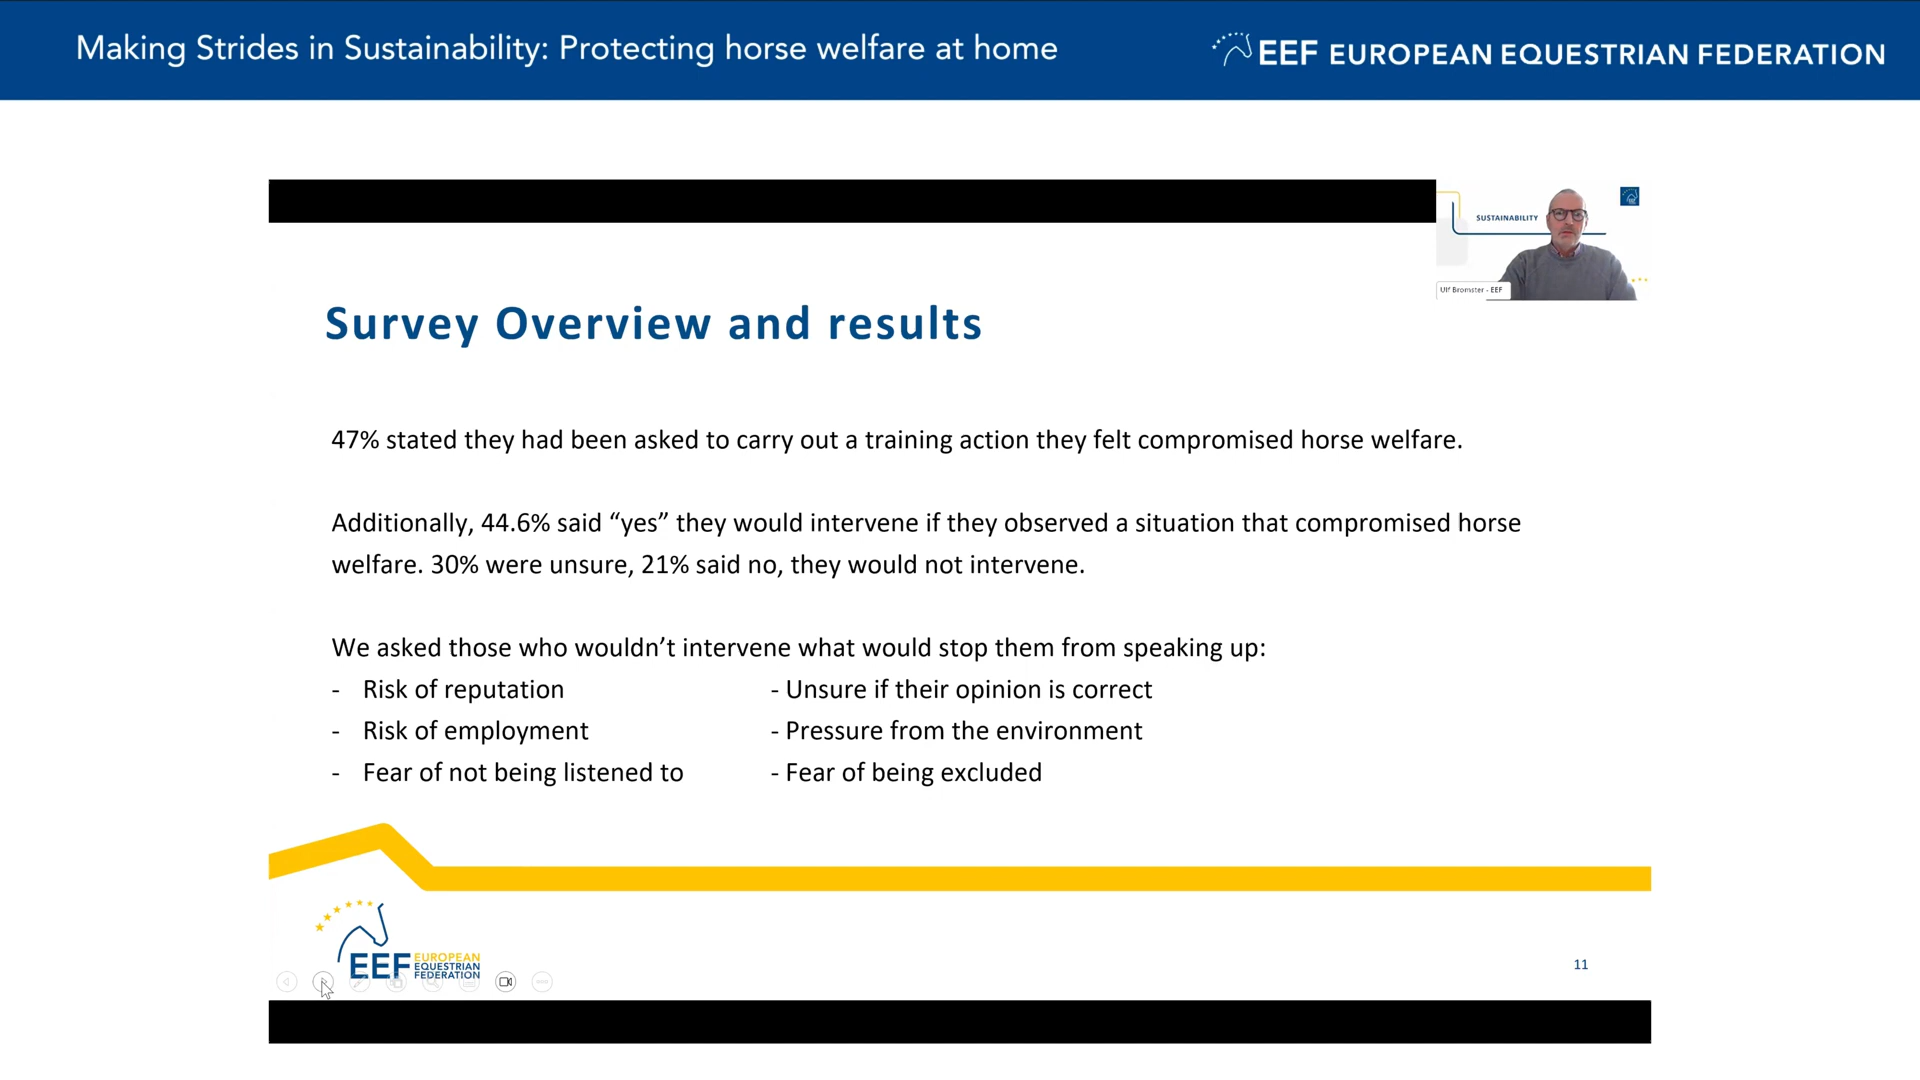 Making Strides in Sustainability: Protecting horse welfare at home
EEF EUROPEAN EQUESTRIAN FEDERATION
SUSTAINABILITY
Ulf Bromster - EEF
Survey Overview and results
47% stated they had been asked to carry out a training action they felt compromised horse welfare.
Additionally, 44.6% said “yes” they would intervene if they observed a situation that compromised horse
welfare. 30% were unsure, 21% said no, they would not intervene.
We asked those who wouldn’t intervene what would stop them from speaking up:
- Risk of reputation
- Unsure if their opinion is correct
- Risk of employment
- Pressure from the environment
- Fear of not being listened to
- Fear of being excluded
EEF EUROPEAN
EQUESTRIAN
FEDERATION
11